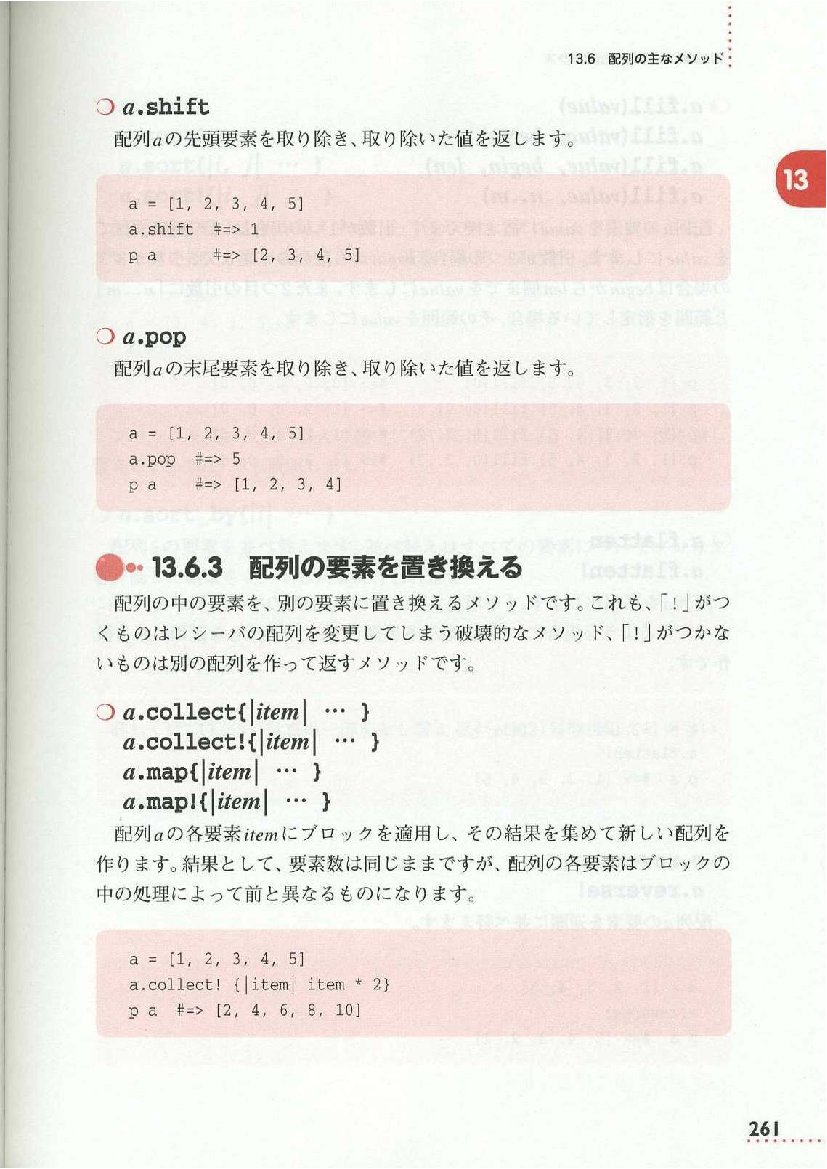 13.6 配列の主なメソッド
13
❍ a.shift
配列aの先頭要素を取り除き、取り除いた値を返します。
a = [1, 2, 3, 4, 5]
a.shift #=> 1
p a #=> [2, 3, 4, 5]
❍ a.pop
配列aの末尾要素を取り除き、取り除いた値を返します。
a = [1, 2, 3, 4, 5]
a.pop #=> 5
p a #=> [1, 2, 3, 4]
13.6.3 配列の要素を置き換える
配列の中の要素を、別の要素に置き換えるメソッドです。これも、「!」がつ
くものはレシーバの配列を変更してしまう破壊的なメソッド、「!」がつかな
いものは別の配列を作って返すメソッドです。
❍ a.collect{|item| … }
a.collect!{|item| … }
a.map{|item| … }
a.map!{|item| … }
配列aの各要素itemにブロックを適用し、その結果を集めて新しい配列を
作ります。結果として、要素数は同じままですが、配列の各要素はブロックの
中の処理によって前と異なるものになります。
a = [1, 2, 3, 4, 5]
a.collect! {|item| item * 2}
p a #=> [2, 4, 6, 8, 10]
261